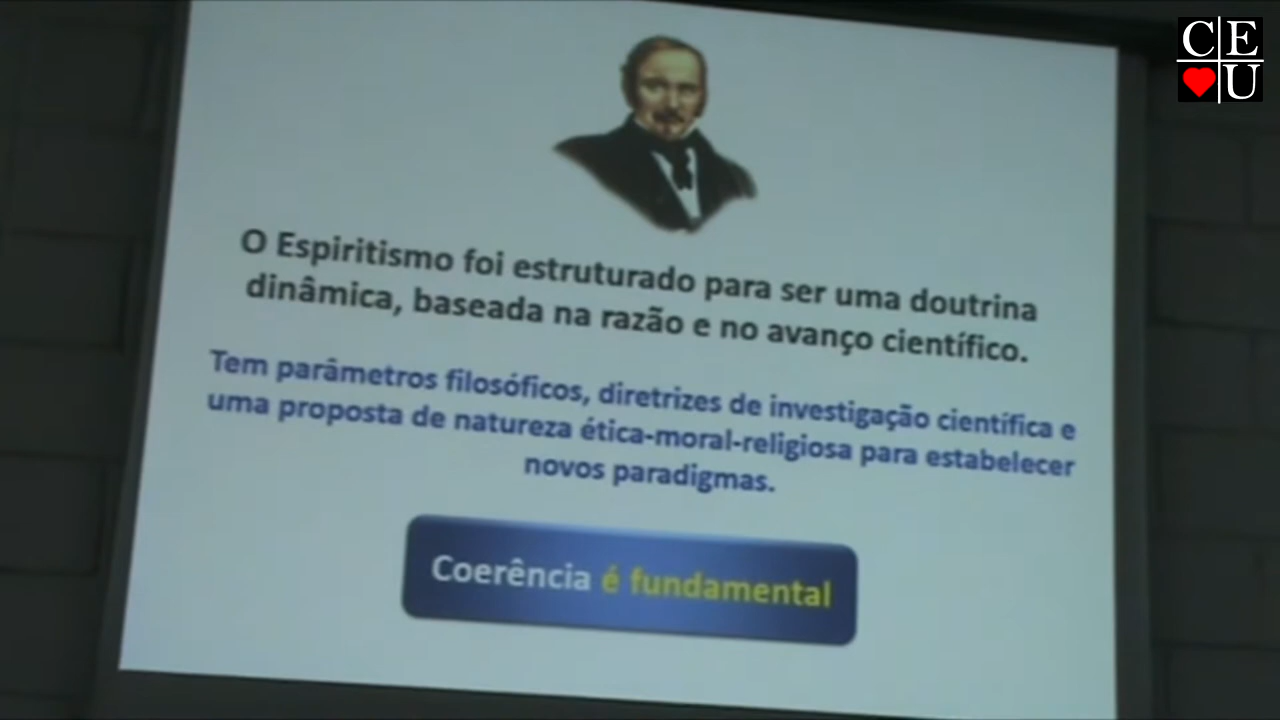 CE
U
O Espiritismo foi estruturado para ser uma doutrina
dinâmica, baseada na razão e no avanço científico.
Tem parâmetros filosóficos, diretrizes de investigação científica e
uma proposta de natureza ética-moral-religiosa para estabelecer
novos paradigmas.
Coerência é fundamental